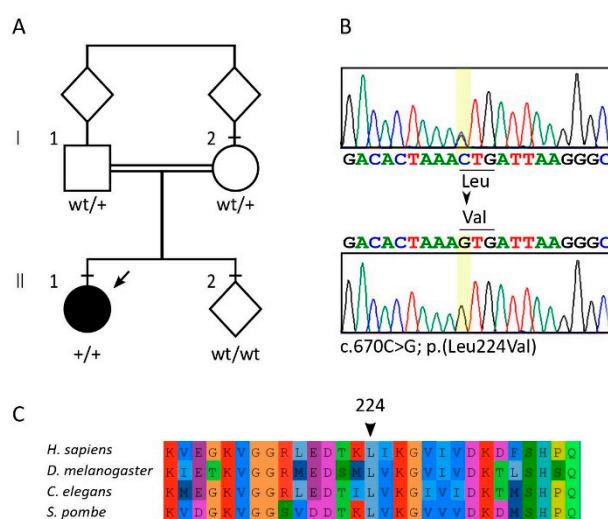 A
I
1
2
wt/+
wt/+
II
1
2
+/+
wt/wt
B
GACACTAAACTGATTAAGGGC
Leu
Val
GACACTAAAGTGATTAAGGGC
c.670C>G; p.(Leu224Val)
C
224
H. sapiens KVEGKVGGRLEDTKLIKGVIVDKDFSHPQ
D. melanogaster KIETKVGGRMEDSMLVKGVIVDKTLSHSQ
C. elegans KMEGKVGGRLEDTILVKGIVIDKTMSHPQ
S. pombe KVDGKVGGSVDDTKLVKGVVVDKDMSHPQ